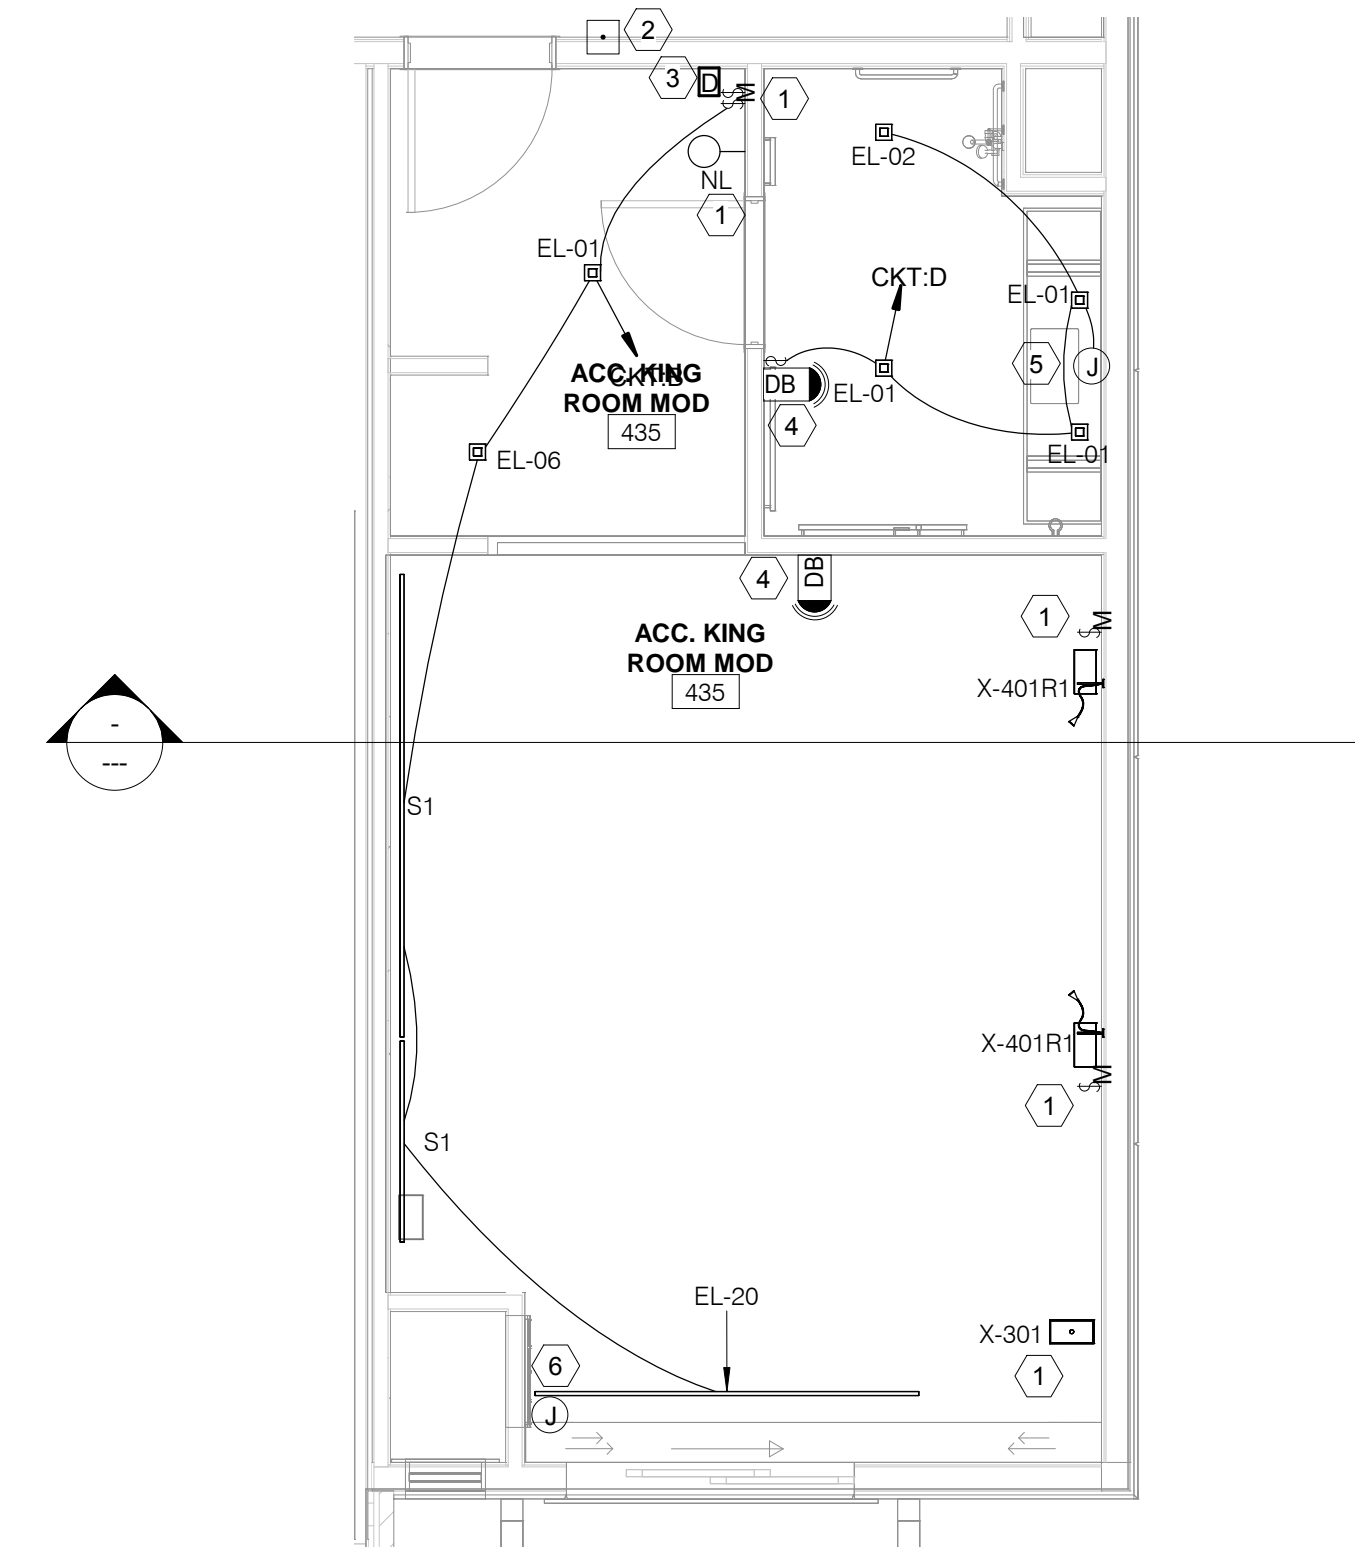 2
3
D
$
M
1
NL
1
EL-02
EL-01
CKT:D
EL-01
5
J
EL-01
DB
4
EL-01
ACC. KING
CKT:B
ROOM MOD
435
EL-06
4
DB
ACC. KING
ROOM MOD
435
1
$
M
X-401R1
-
---
S1
X-401R1
$
M
1
S1
EL-20
X-301
1
6
J